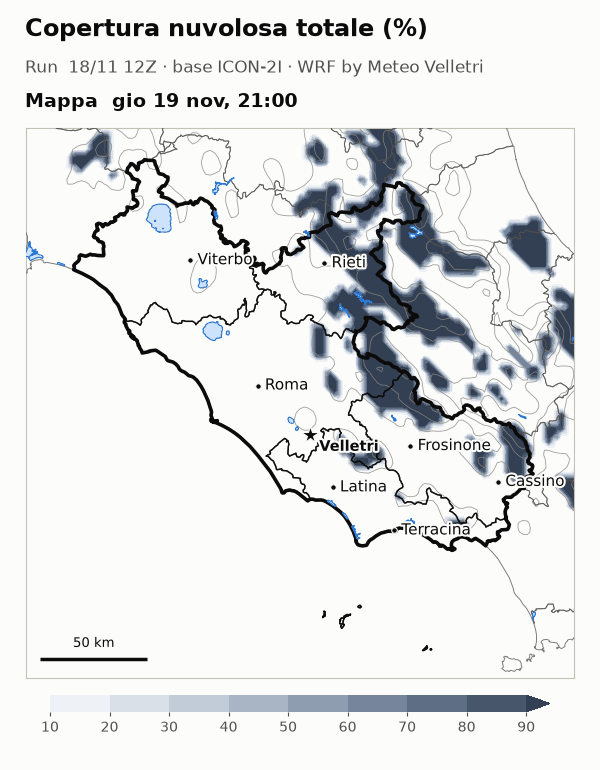 Copertura nuvolosa totale (%)
Run  18/11 12Z · base ICON-2I · WRF by Meteo Velletri
Mappa  gio 19 nov, 21:00
Viterbo
Rieti
Roma
Velletri
Frosinone
Latina
Cassino
Terracina
50 km
10 20 30 40 50 60 70 80 90